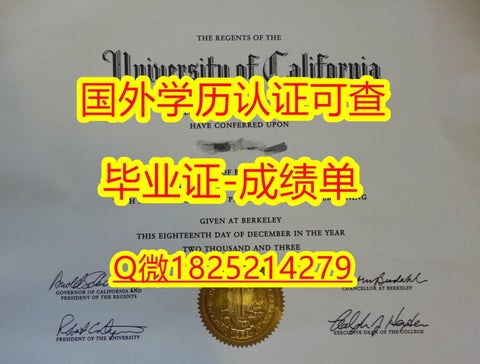 THE REGENTS OF THE
University of California
国外学历认证可查
HAVE CONFERRED UPON
毕业证-成绩单
GIVEN AT BERKELEY
THIS EIGHTEENTH DAY OF DECEMBER IN THE YEAR
TWO THOUSAND AND THREE
Q微1825214279
GOVERNOR OF CALIFORNIA AND
PRESIDENT OF THE REGENTS
CHANCELLOR AT BERKELEY
PRESIDENT OF THE UNIVERSITY
EXECUTIVE DEAN OF THE COLLEGE